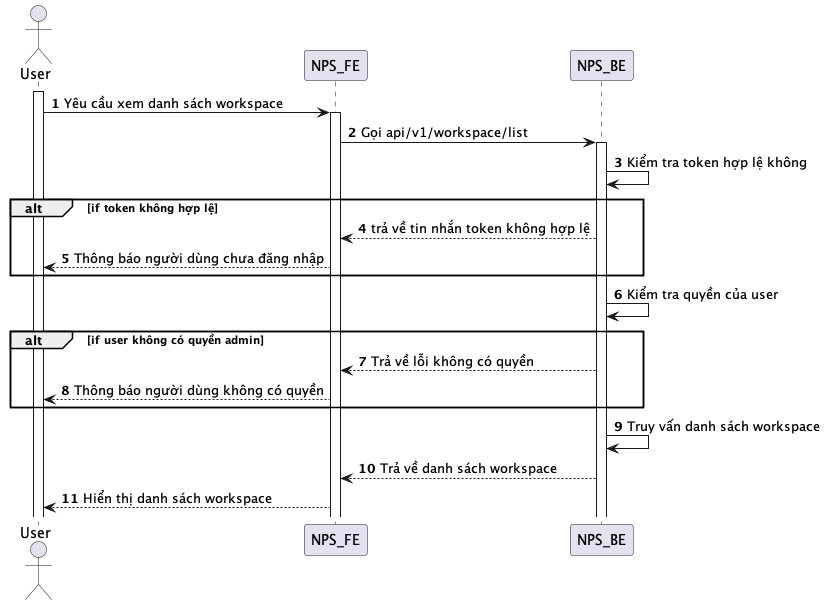 User
NPS_FE
NPS_BE
1 Yêu cầu xem danh sách workspace
2 Gọi api/v1/workspace/list
3 Kiểm tra token hợp lệ không
alt [if token không hợp lệ]
4 trả về tin nhắn token không hợp lệ
5 Thông báo người dùng chưa đăng nhập
6 Kiểm tra quyền của user
alt [if user không có quyền admin]
7 Trả về lỗi không có quyền
8 Thông báo người dùng không có quyền
9 Truy vấn danh sách workspace
10 Trả về danh sách workspace
11 Hiển thị danh sách workspace
User
NPS_FE
NPS_BE